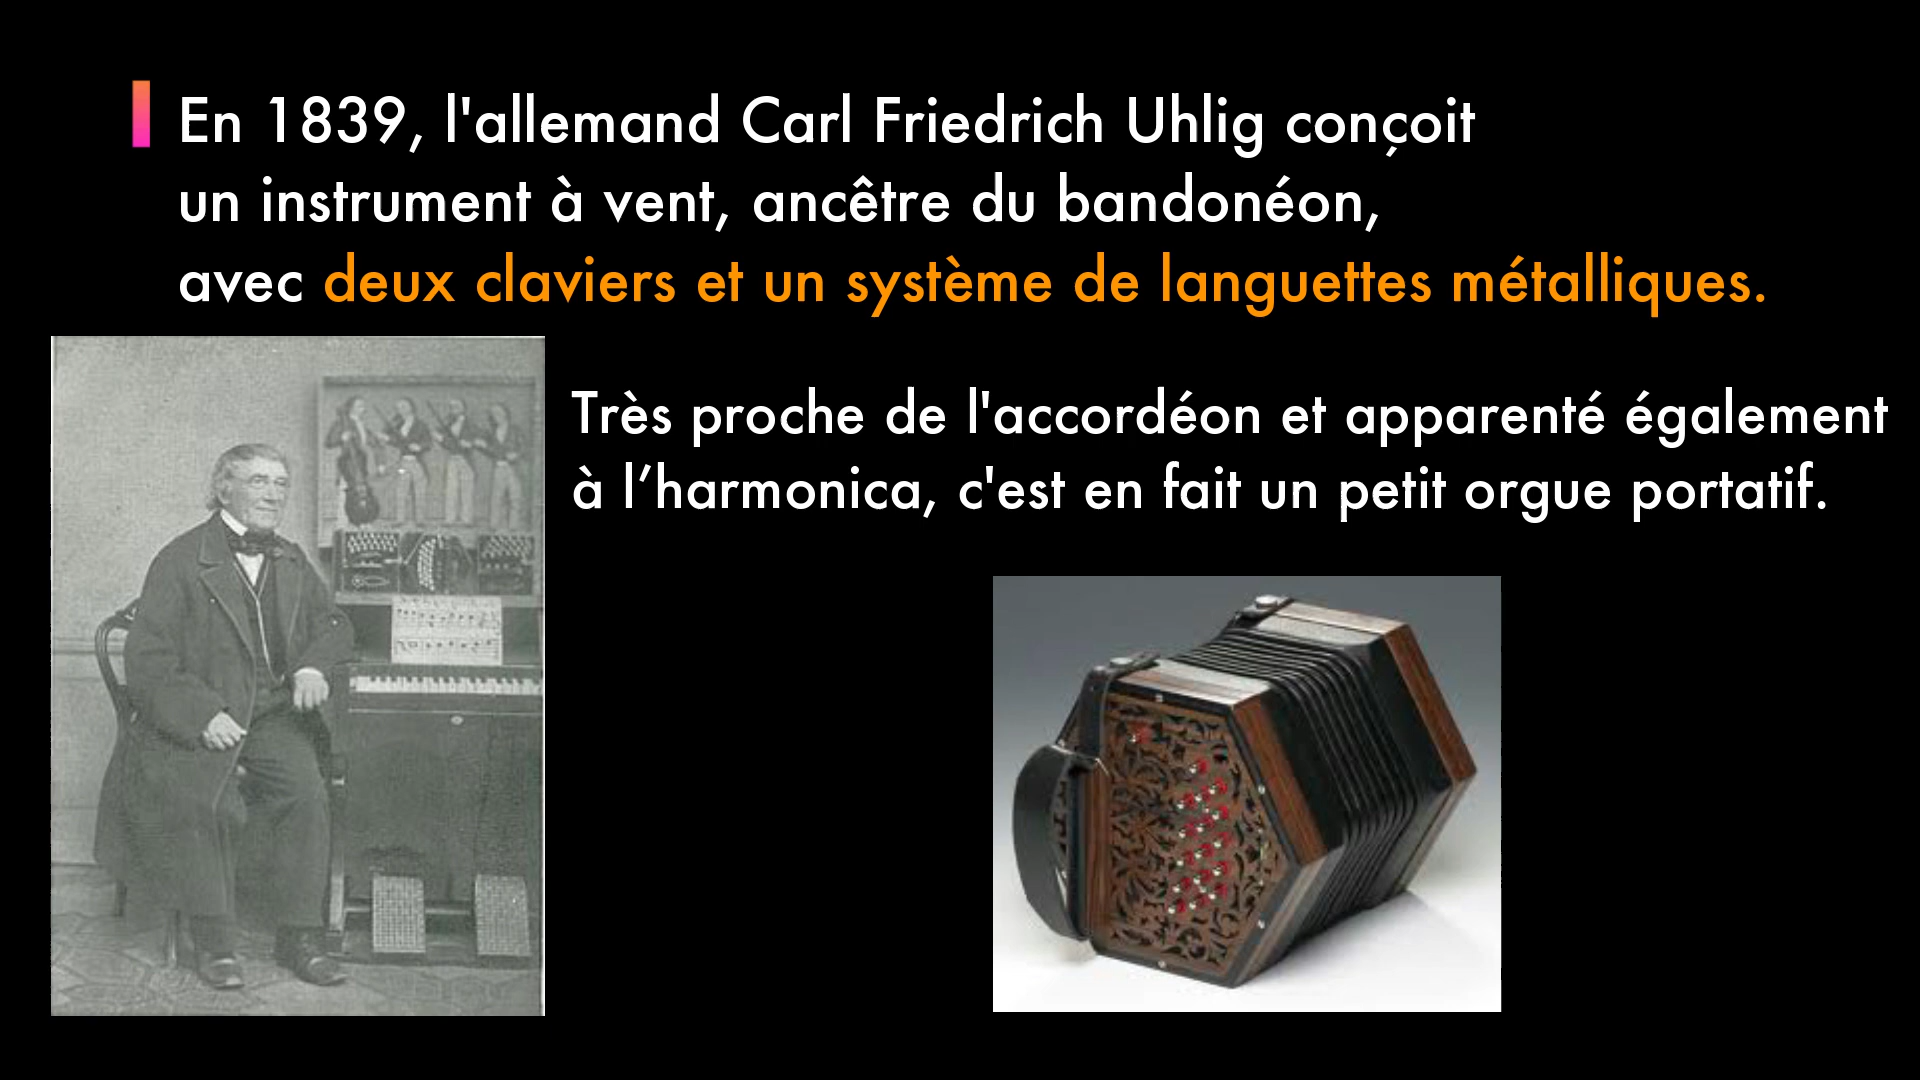 En 1839, l'allemand Carl Friedrich Uhlig conçoit
un instrument à vent, ancêtre du bandonéon,
avec deux claviers et un système de languettes métalliques.
Très proche de l'accordéon et apparenté également
à l’harmonica, c'est en fait un petit orgue portatif.